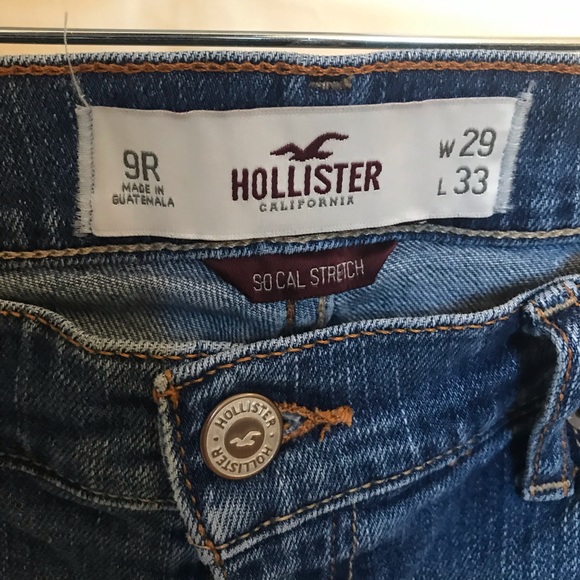 9R
MADE IN
GUATEMALA
HOLLISTER
CALIFORNIA
W 29
L 33
SO CAL STRETCH
HOLLISTER
HOLLISTER